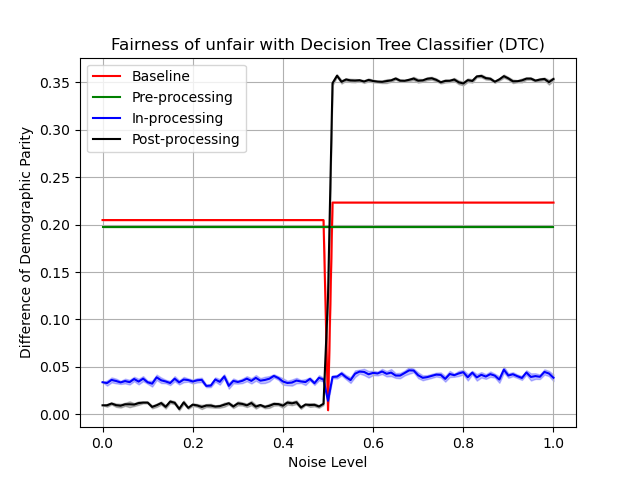 Fairness of unfair with Decision Tree Classifier (DTC)
Baseline
Pre-processing
In-processing
Post-processing
Difference of Demographic Parity
0.35
0.30
0.25
0.20
0.15
0.10
0.05
0.00
0.0 0.2 0.4 0.6 0.8 1.0
Noise Level